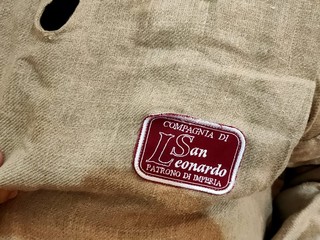 COMPAGNIA DI
San
Leonardo
PATRONO DI IMPERIA